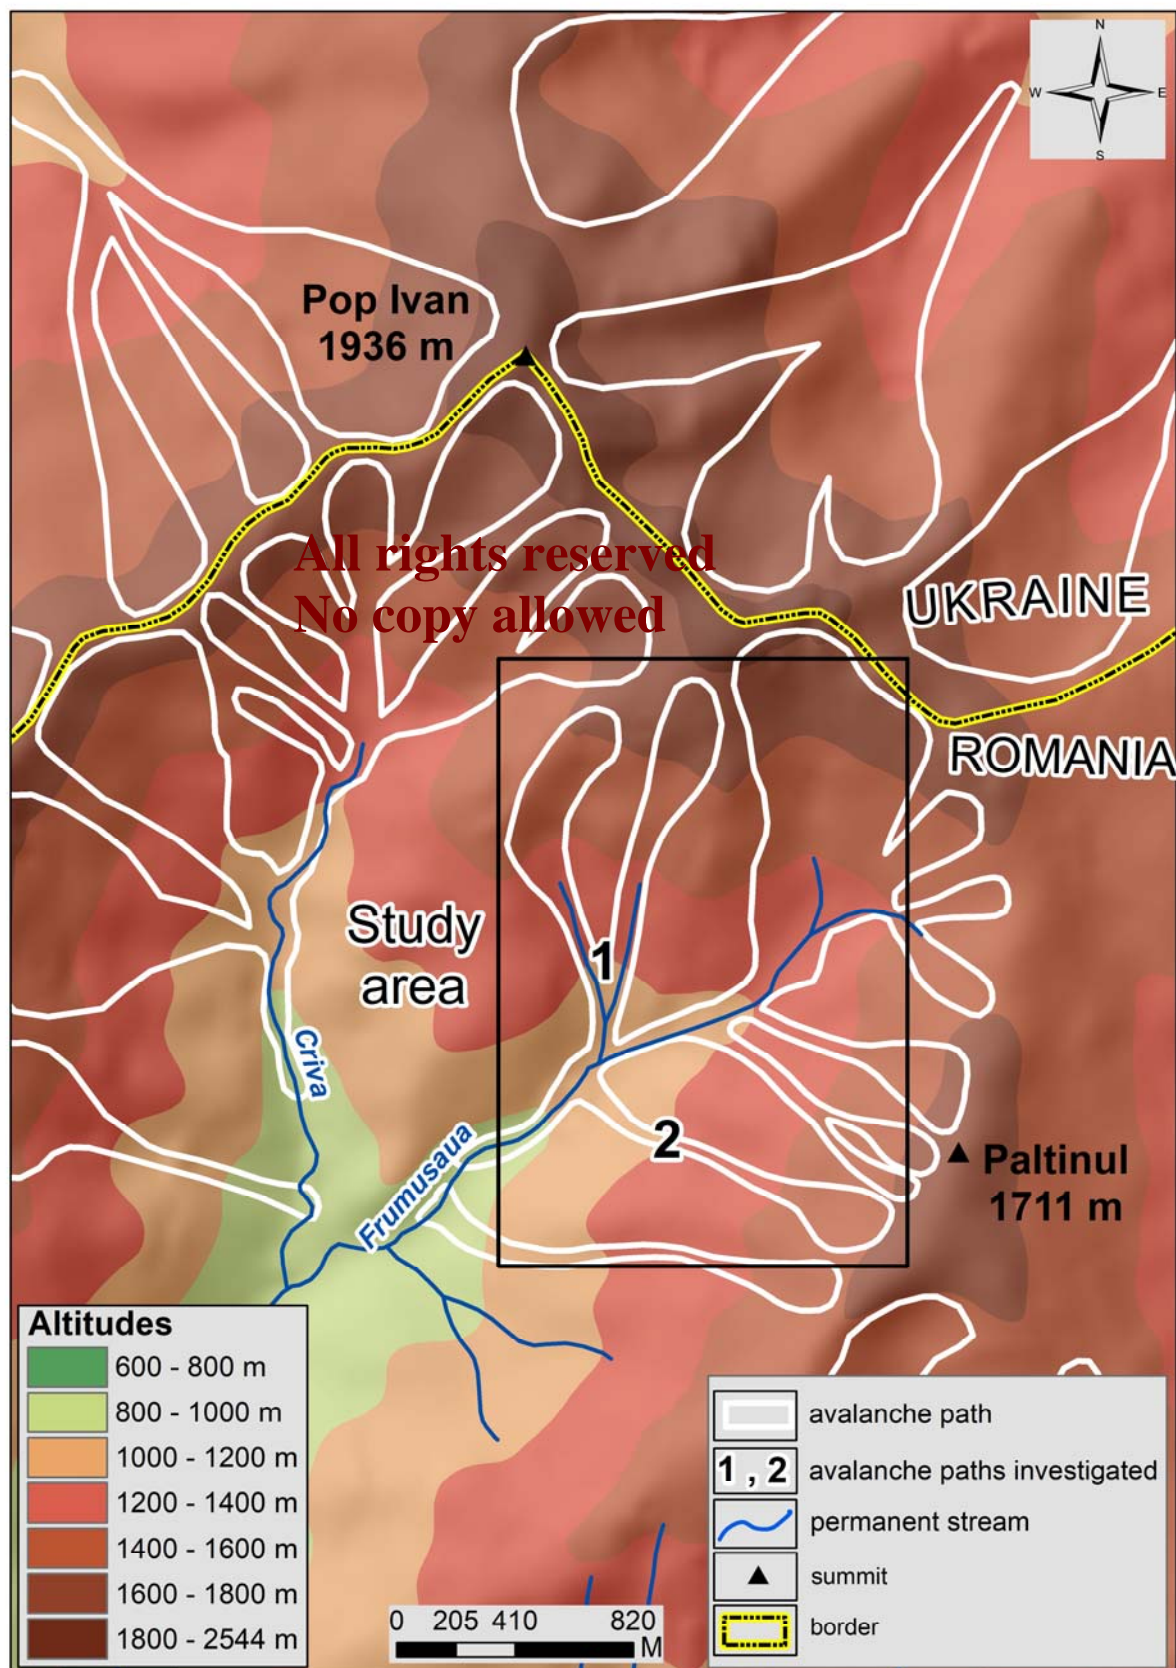 N
W E
S
Pop Ivan
1936 m
All rights reserved
No copy allowed
UKRAINE
ROMANIA
Study
area
1
Criva
2
Frumusaua
Paltinul
1711 m
Altitudes
600 - 800 m
800 - 1000 m
1000 - 1200 m
1200 - 1400 m
1400 - 1600 m
1600 - 1800 m
1800 - 2544 m
0 205 410 820
M
avalanche path
1 , 2 avalanche paths investigated
permanent stream
summit
border